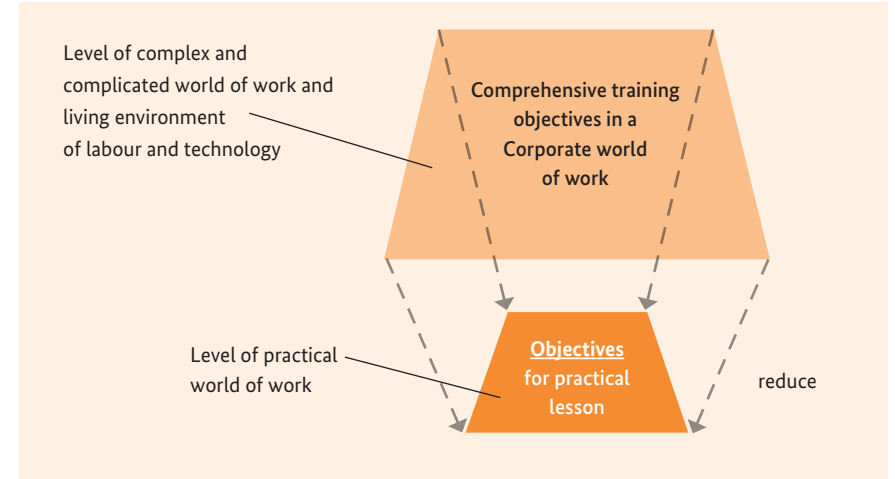 Level of complex and
complicated world of work and
living environment
of labour and technology
Comprehensive training
objectives in a
Corporate world
of work
Level of practical
world of work
Objectives
for practical
lesson
reduce